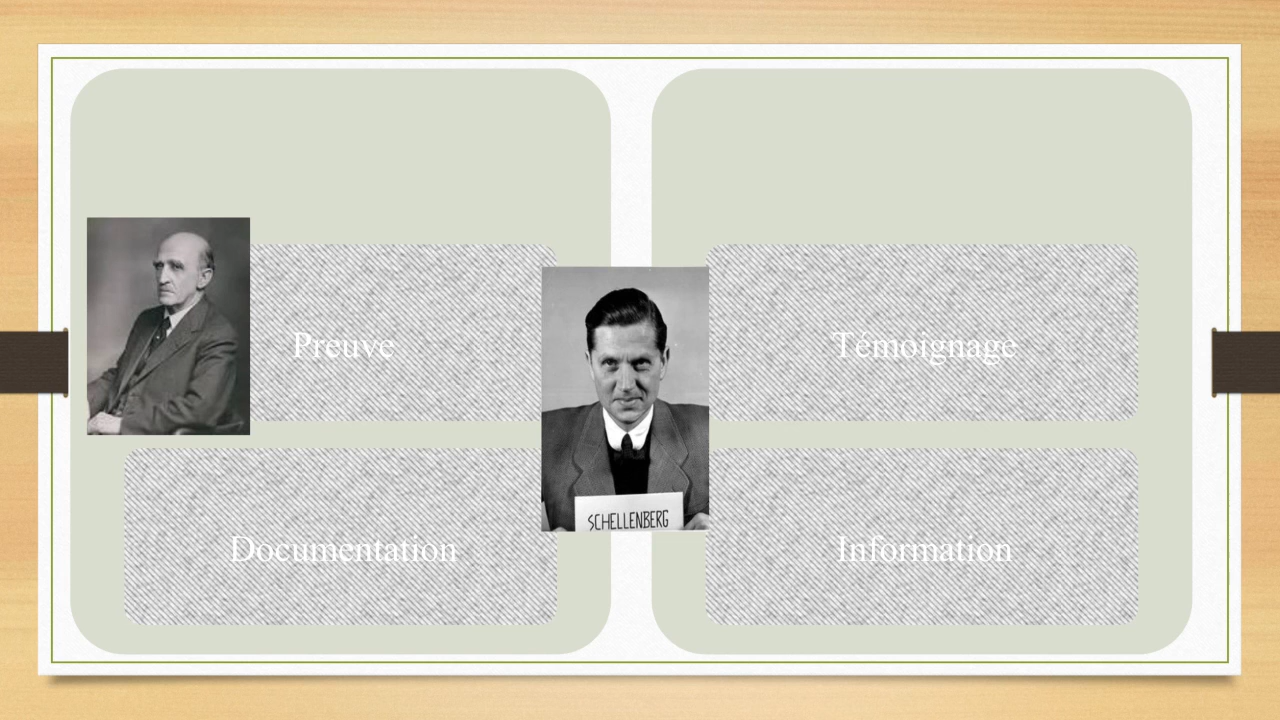 Preuve
Témoignage
SCHELLENBERG
Documentation
Information